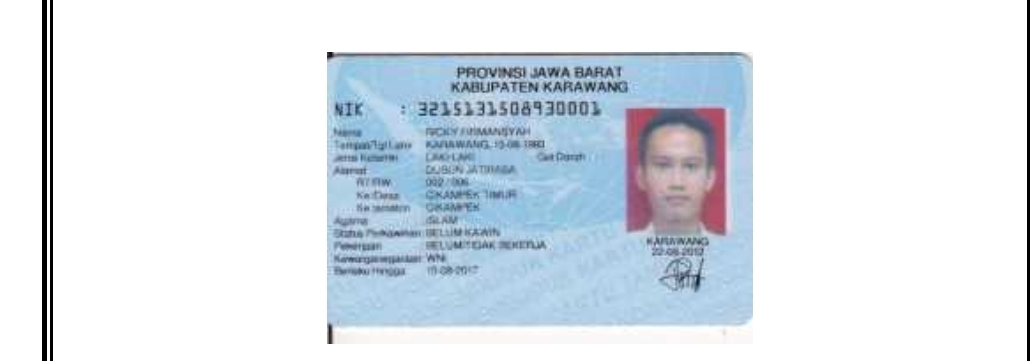 PROVINSI JAWA BARAT
KABUPATEN KARAWANG
NIK : 3215131508930001
Nama RICKY FIRMANSYAH
Tempat/Tgl Lahir KARAWANG, 15-08-1993
Jenis Kelamin LAKI-LAKI Gol Darah
Alamat DUSUN JATIRASA
RT/RW 002 / 006
Kel/Desa CIKAMPEK TIMUR
Kecamatan CIKAMPEK
Agama ISLAM
Status Perkawinan: BELUM KAWIN
Pekerjaan BELUM/TIDAK BEKERJA
Kewarganegaraan: WNI
Berlaku Hingga 15-08-2017
KARAWANG
22-08-2012